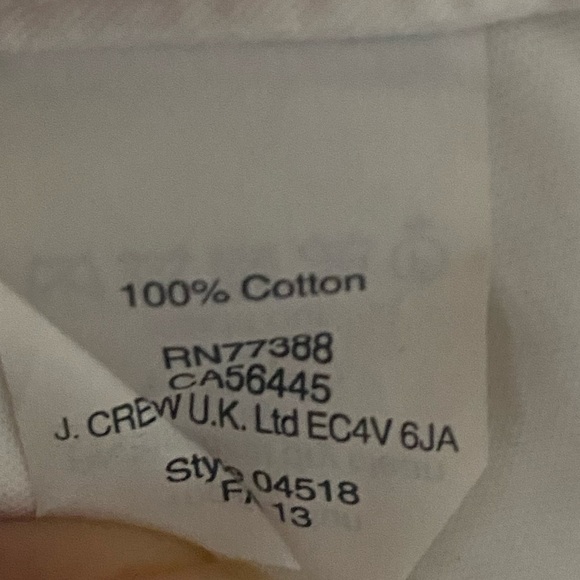 100% Cotton
RN77388
CA56445
J. CREW U.K. Ltd EC4V 6JA
04518
13